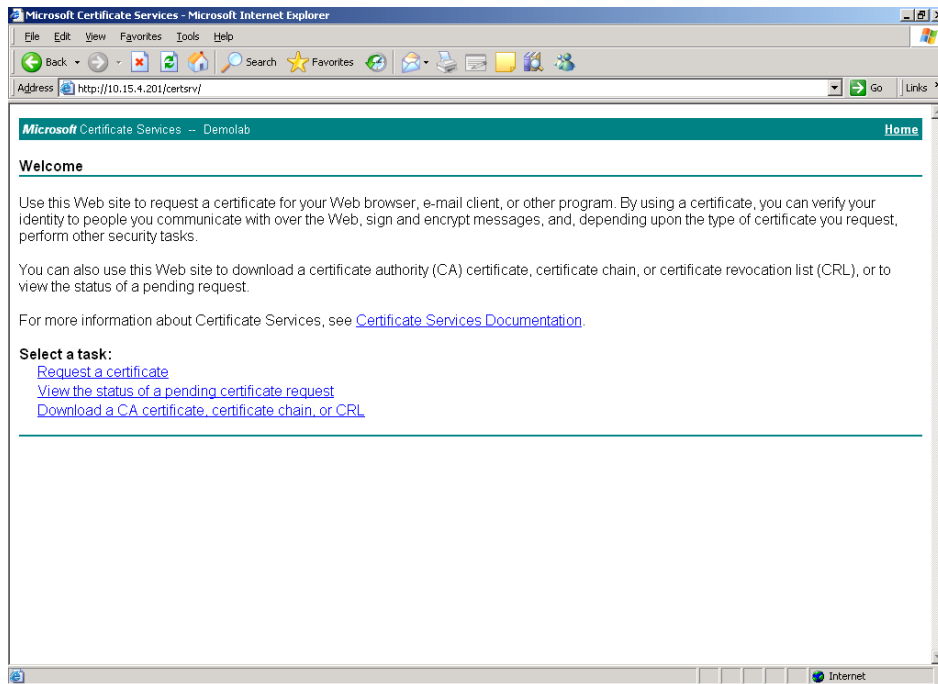 Microsoft Certificate Services - Microsoft Internet Explorer
File Edit View Favorites Tools Help
Back Search Favorites
Address http://10.15.4.201/certsrv/ Go Links
Microsoft Certificate Services -- Demolab Home
Welcome
Use this Web site to request a certificate for your Web browser, e-mail client, or other program. By using a certificate, you can verify your
identity to people you communicate with over the Web, sign and encrypt messages, and, depending upon the type of certificate you request,
perform other security tasks.
You can also use this Web site to download a certificate authority (CA) certificate, certificate chain, or certificate revocation list (CRL), or to
view the status of a pending request.
For more information about Certificate Services, see Certificate Services Documentation.
Select a task:
Request a certificate
View the status of a pending certificate request
Download a CA certificate, certificate chain, or CRL
Internet